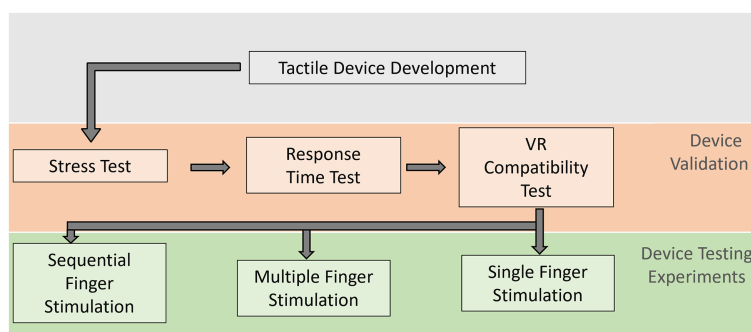 Tactile Device Development
Device
Validation
Stress Test
Response
Time Test
VR
Compatibility
Test
Device Testing
Experiments
Sequential
Finger
Stimulation
Multiple Finger
Stimulation
Single Finger
Stimulation